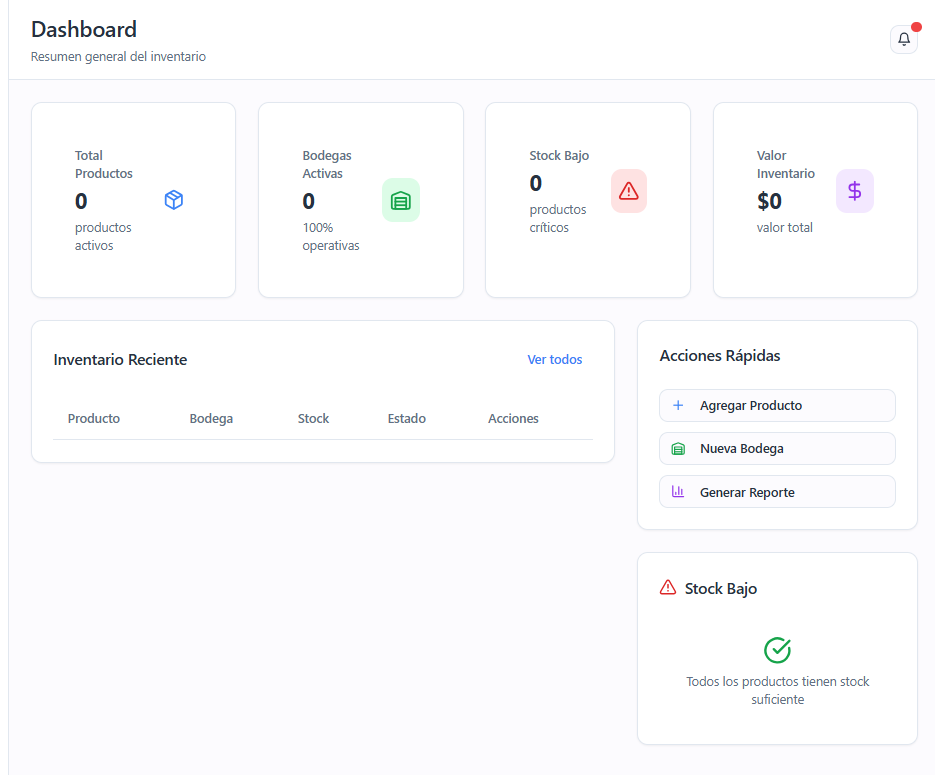 Dashboard
Resumen general del inventario
Total
Productos
0
productos
activos
Bodegas
Activas
0
100%
operativas
Stock Bajo
0
productos
críticos
Valor
Inventario
$0
valor total
Inventario Reciente
Ver todos
Producto Bodega Stock Estado Acciones
Acciones Rápidas
Agregar Producto
Nueva Bodega
Generar Reporte
Stock Bajo
Todos los productos tienen stock
suficiente